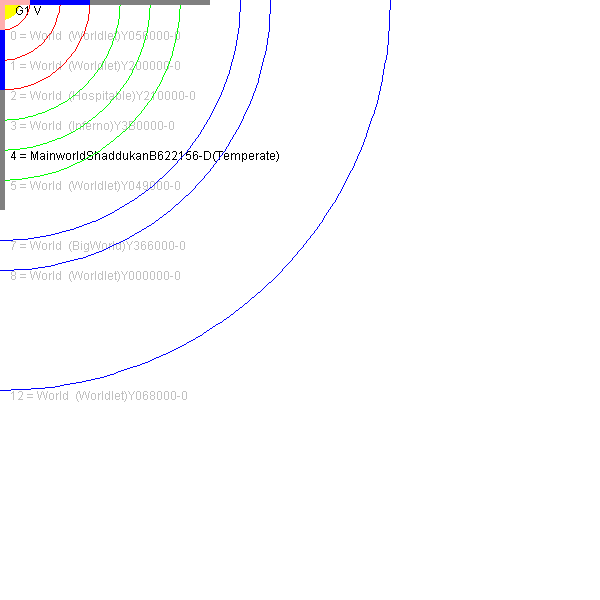 G1 V
0 = World (Worldlet)Y056000-0
1 = World (Worldlet)Y200000-0
2 = World (Hospitable)Y210000-0
3 = World (Inferno)Y3B0000-0
4 = MainworldShaddukanB622156-D(Temperate)
5 = World (Worldlet)Y049000-0
7 = World (BigWorld)Y366000-0
8 = World (Worldlet)Y000000-0
12 = World (Worldlet)Y068000-0